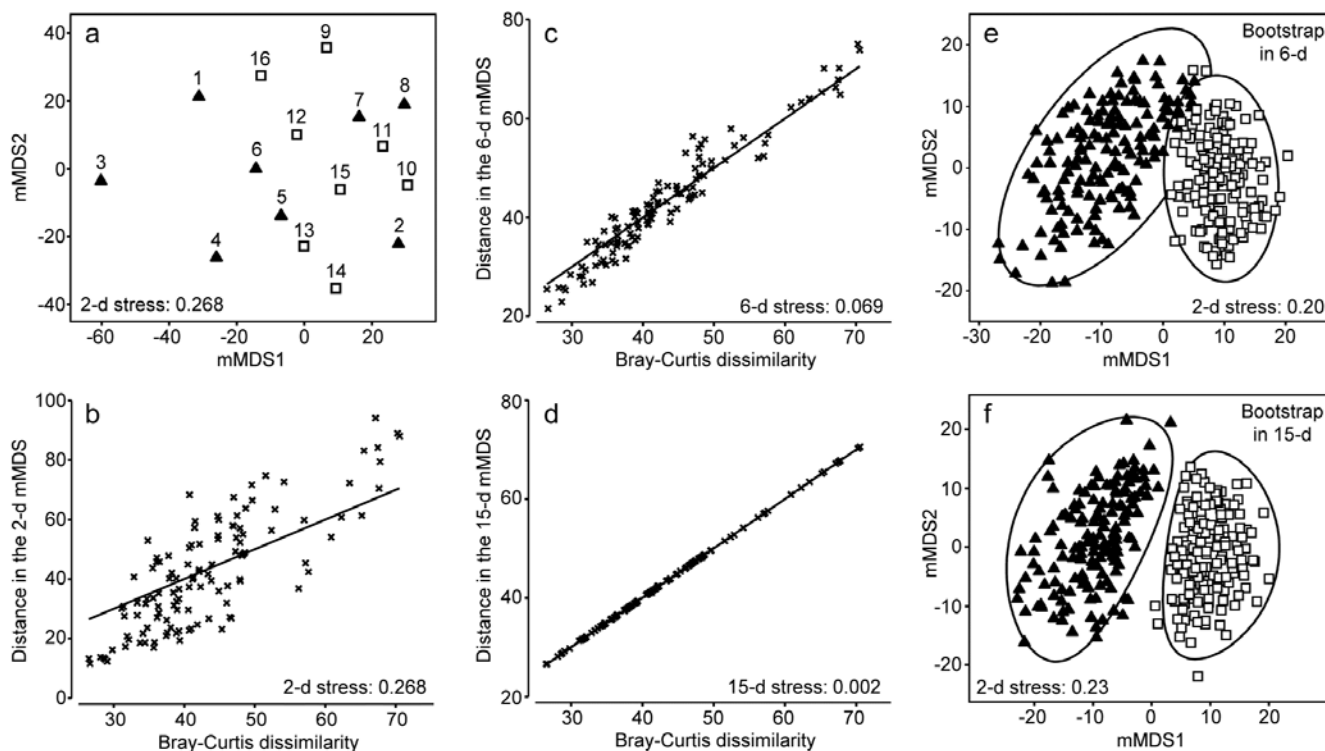 a
40
20
0
-20
-40
mMDS2
9
16
1
8
7
12
11
6
3
15
10
5
13
2
4
14
2-d stress: 0.268
-60
-40
-20
0
20
mMDS1
b
100
80
60
40
20
0
Distance in the 2-d mMDS
2-d stress: 0.268
30
40
50
60
70
Bray-Curtis dissimilarity
c
80
60
40
20
Distance in the 6-d mMDS
6-d stress: 0.069
30
40
50
60
70
Bray-Curtis dissimilarity
d
80
60
40
20
Distance in the 15-d mMDS
15-d stress: 0.002
30
40
50
60
70
Bray-Curtis dissimilarity
e
Bootstrap
in 6-d
20
10
0
-10
-20
mMDS2
2-d stress: 0.20
-30
-20
-10
0
10
20
mMDS1
f
Bootstrap
in 15-d
20
10
0
-10
-20
mMDS2
2-d stress: 0.23
-20
-10
0
10
20
mMDS1